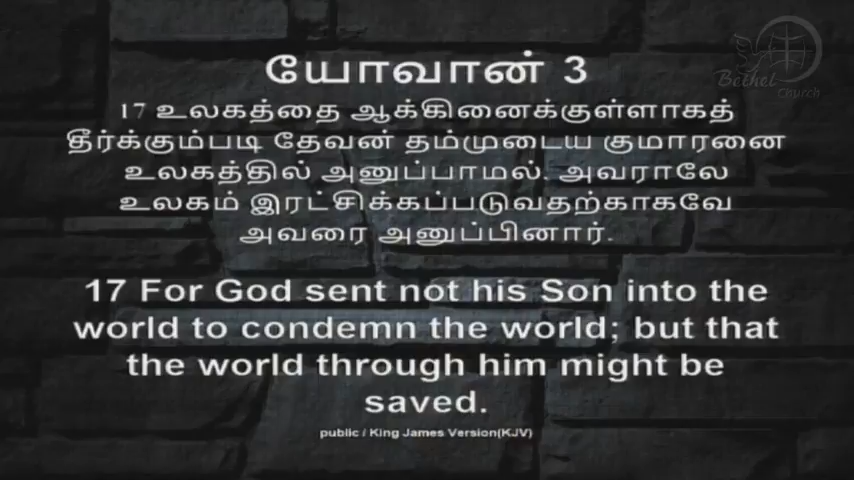 Bethel
Church
யோவான் 3
17 உலகத்தை ஆக்கினைக்குள்ளாகத்
தீர்க்கும்படி தேவன் தம்முடைய குமாரனை
உலகத்தில் அனுப்பாமல். அவராலே
உலகம் இரட்சிக்கப்படுவதற்காகவே
அவரை அனுப்பினார்.
17 For God sent not his Son into the
world to condemn the world; but that
the world through him might be
saved.
public / King James Version(KJV)